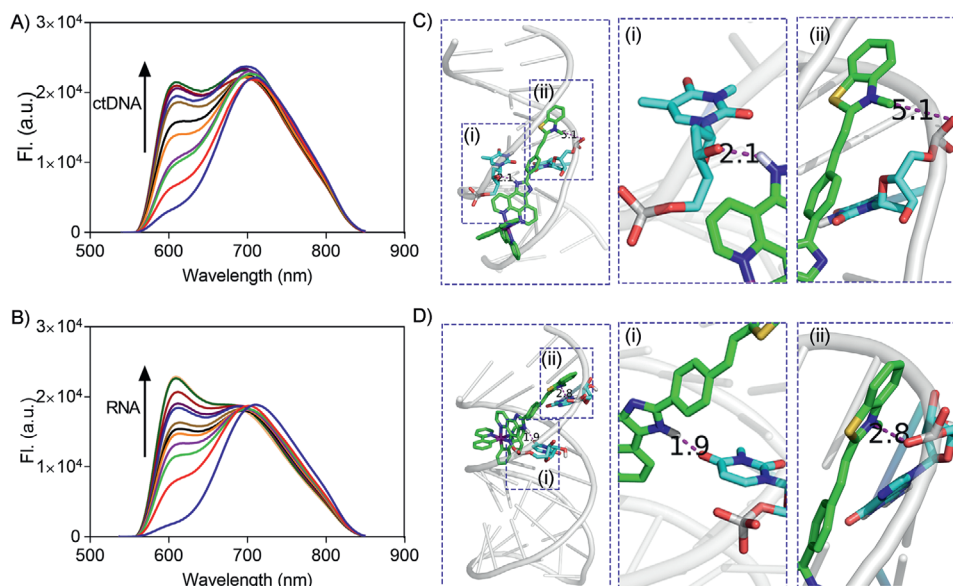 A)
3×10⁴
2×10⁴
1×10⁴
0
Fl. (a.u.)
ctDNA
500 600 700 800 900
Wavelength (nm)
B)
3×10⁴
2×10⁴
1×10⁴
0
Fl. (a.u.)
RNA
500 600 700 800 900
Wavelength (nm)
C)
(i)
(ii)
2.1
5.1
(i)
2.1
(ii)
5.1
D)
(ii)
2.8
1.9
(i)
(i)
1.9
(ii)
2.8